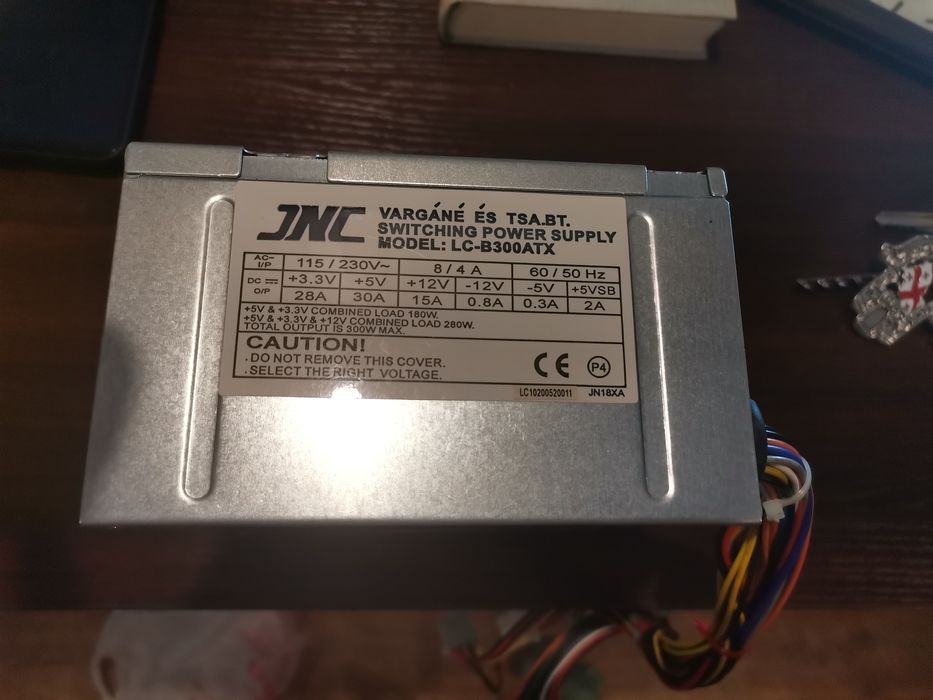 JNC
VARGÁNÉ ÉS TSA.BT.
SWITCHING POWER SUPPLY
MODEL: LC-B300ATX
AC~ I/P 115 / 230V~ 8 / 4 A 60 / 50 Hz
DC O/P +3.3V +5V +12V -12V -5V +5VSB
28A 30A 15A 0.8A 0.3A 2A
+5V & +3.3V COMBINED LOAD 180W.
+5V & +3.3V & +12V COMBINED LOAD 280W.
TOTAL OUTPUT IS 300W MAX.
CAUTION!
.DO NOT REMOVE THIS COVER.
.SELECT THE RIGHT VOLTAGE.
CE P4
LC10200520011 JN18XA